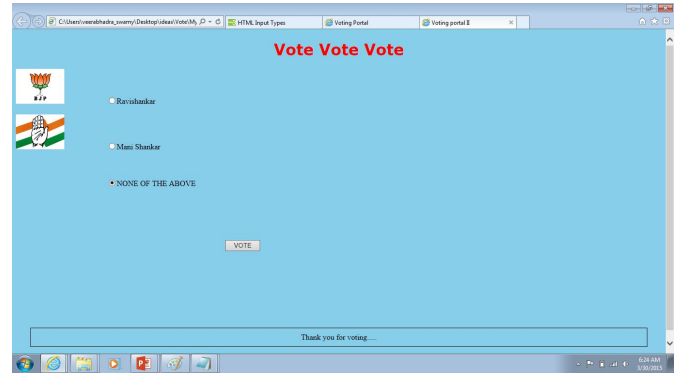 C:\Users\veerabhadra_swamy\Desktop\ideas\Vote\My
HTML Input Types
Voting Portal
Voting portal II
Vote Vote Vote
BJP
Ravishankar
Mani Shankar
NONE OF THE ABOVE
VOTE
Thank you for voting.....
6:24 AM
3/30/2015